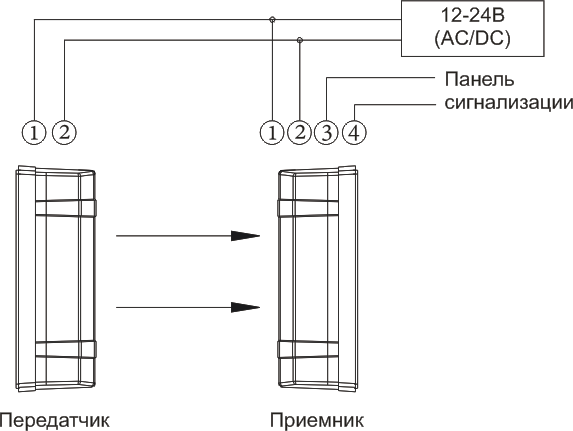 12-24В
(AC/DC)
Панель
сигнализации
1 2 1 2 3 4
Передатчик Приемник